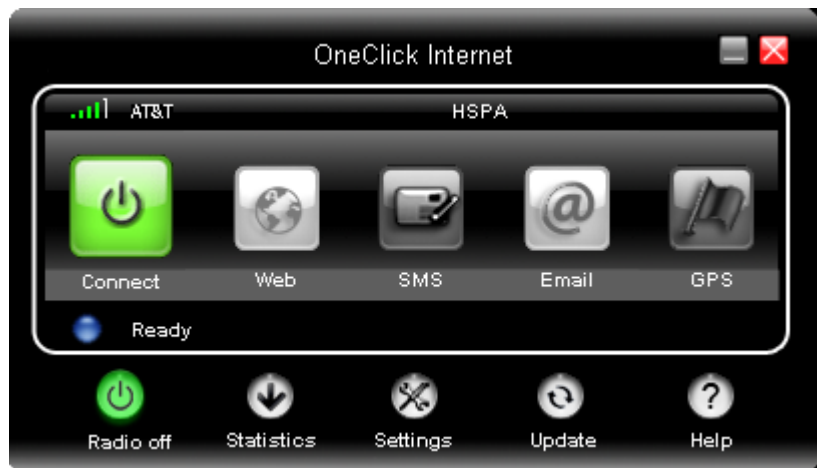 OneClick Internet
AT&T HSPA
Connect Web SMS Email GPS
Ready
Radio off Statistics Settings Update Help